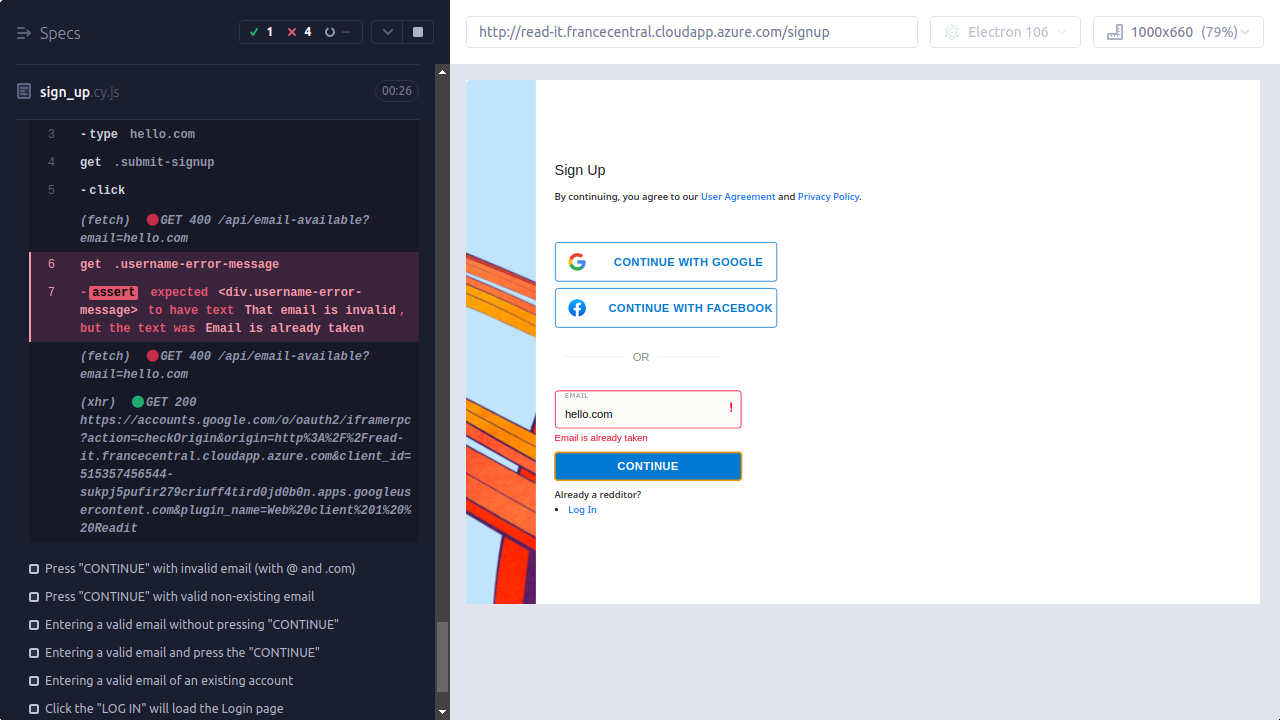 Specs
1
4
--
sign_up.cy.js
00:26
3 -type hello.com
4 get .submit-signup
5 -click
(fetch) GET 400 /api/email-available?
email=hello.com
6 get .username-error-message
7 -assert expected <div.username-error-
message> to have text That email is invalid,
but the text was Email is already taken
(fetch) GET 400 /api/email-available?
email=hello.com
(xhr) GET 200
https://accounts.google.com/o/oauth2/iframerpc
?action=checkOrigin&origin=http%3A%2F%2Fread-
it.francecentral.cloudapp.azure.com&client_id=
515357456544-
sukpj5pufir279criuff4tird0jd0b0n.apps.googleus
ercontent.com&plugin_name=Web%20client%201%20%
20Readit
Press "CONTINUE" with invalid email (with @ and .com)
Press "CONTINUE" with valid non-existing email
Entering a valid email without pressing "CONTINUE"
Entering a valid email and press the "CONTINUE"
Entering a valid email of an existing account
Click the "LOG IN" will load the Login page
http://read-it.francecentral.cloudapp.azure.com/signup
Electron 106
1000x660 (79%)
Sign Up
By continuing, you agree to our User Agreement and Privacy Policy.
CONTINUE WITH GOOGLE
CONTINUE WITH FACEBOOK
OR
EMAIL
hello.com
!
Email is already taken
CONTINUE
Already a redditor?
• Log In